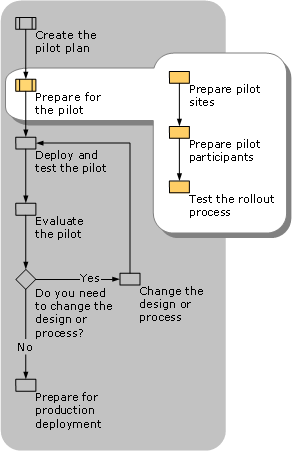 Create the
pilot plan
Prepare for
the pilot
Prepare pilot
sites
Prepare pilot
participants
Test the rollout
process
Deploy and
test the pilot
Evaluate
the pilot
Yes
Do you need
to change the
design or
process?
Change the
design or
process
No
Prepare for
production
deployment